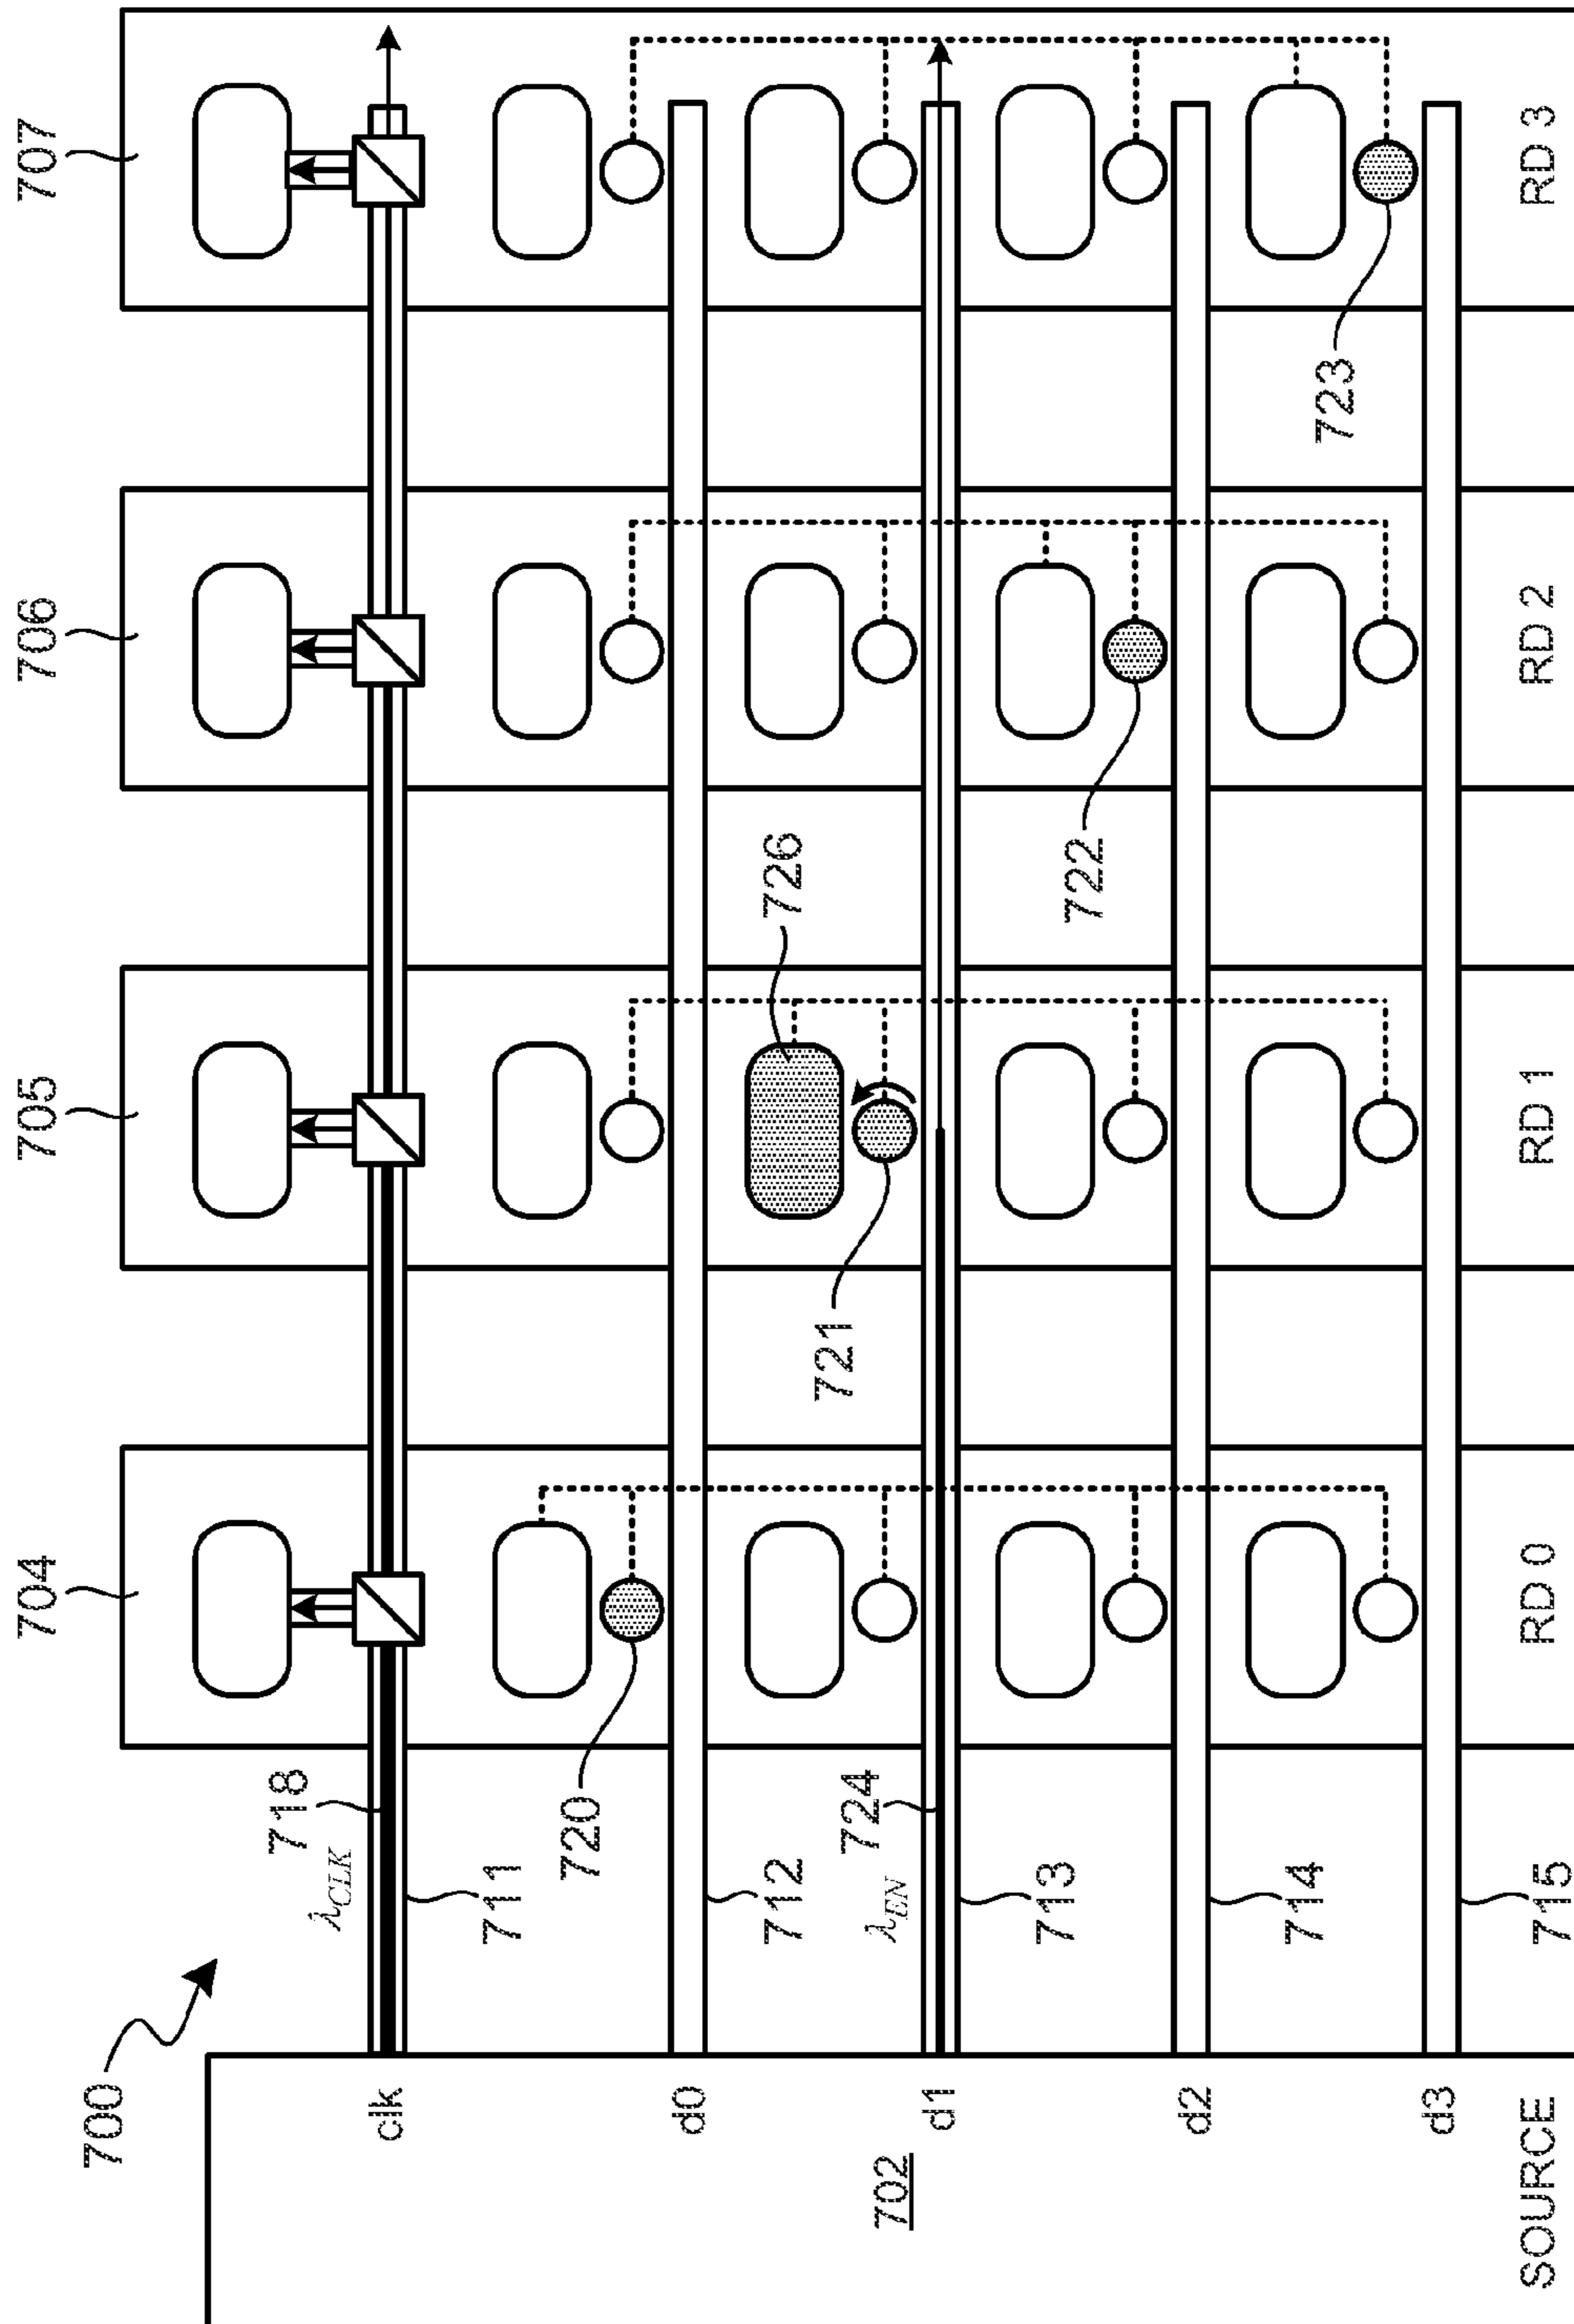 704 705 706 707
700
718
λCLK
clk
711
720
d0
712
726
721
724
λEN
702
d1
713
722
d2
714
723
d3
715
SOURCE RD 0 RD 1 RD 2 RD 3